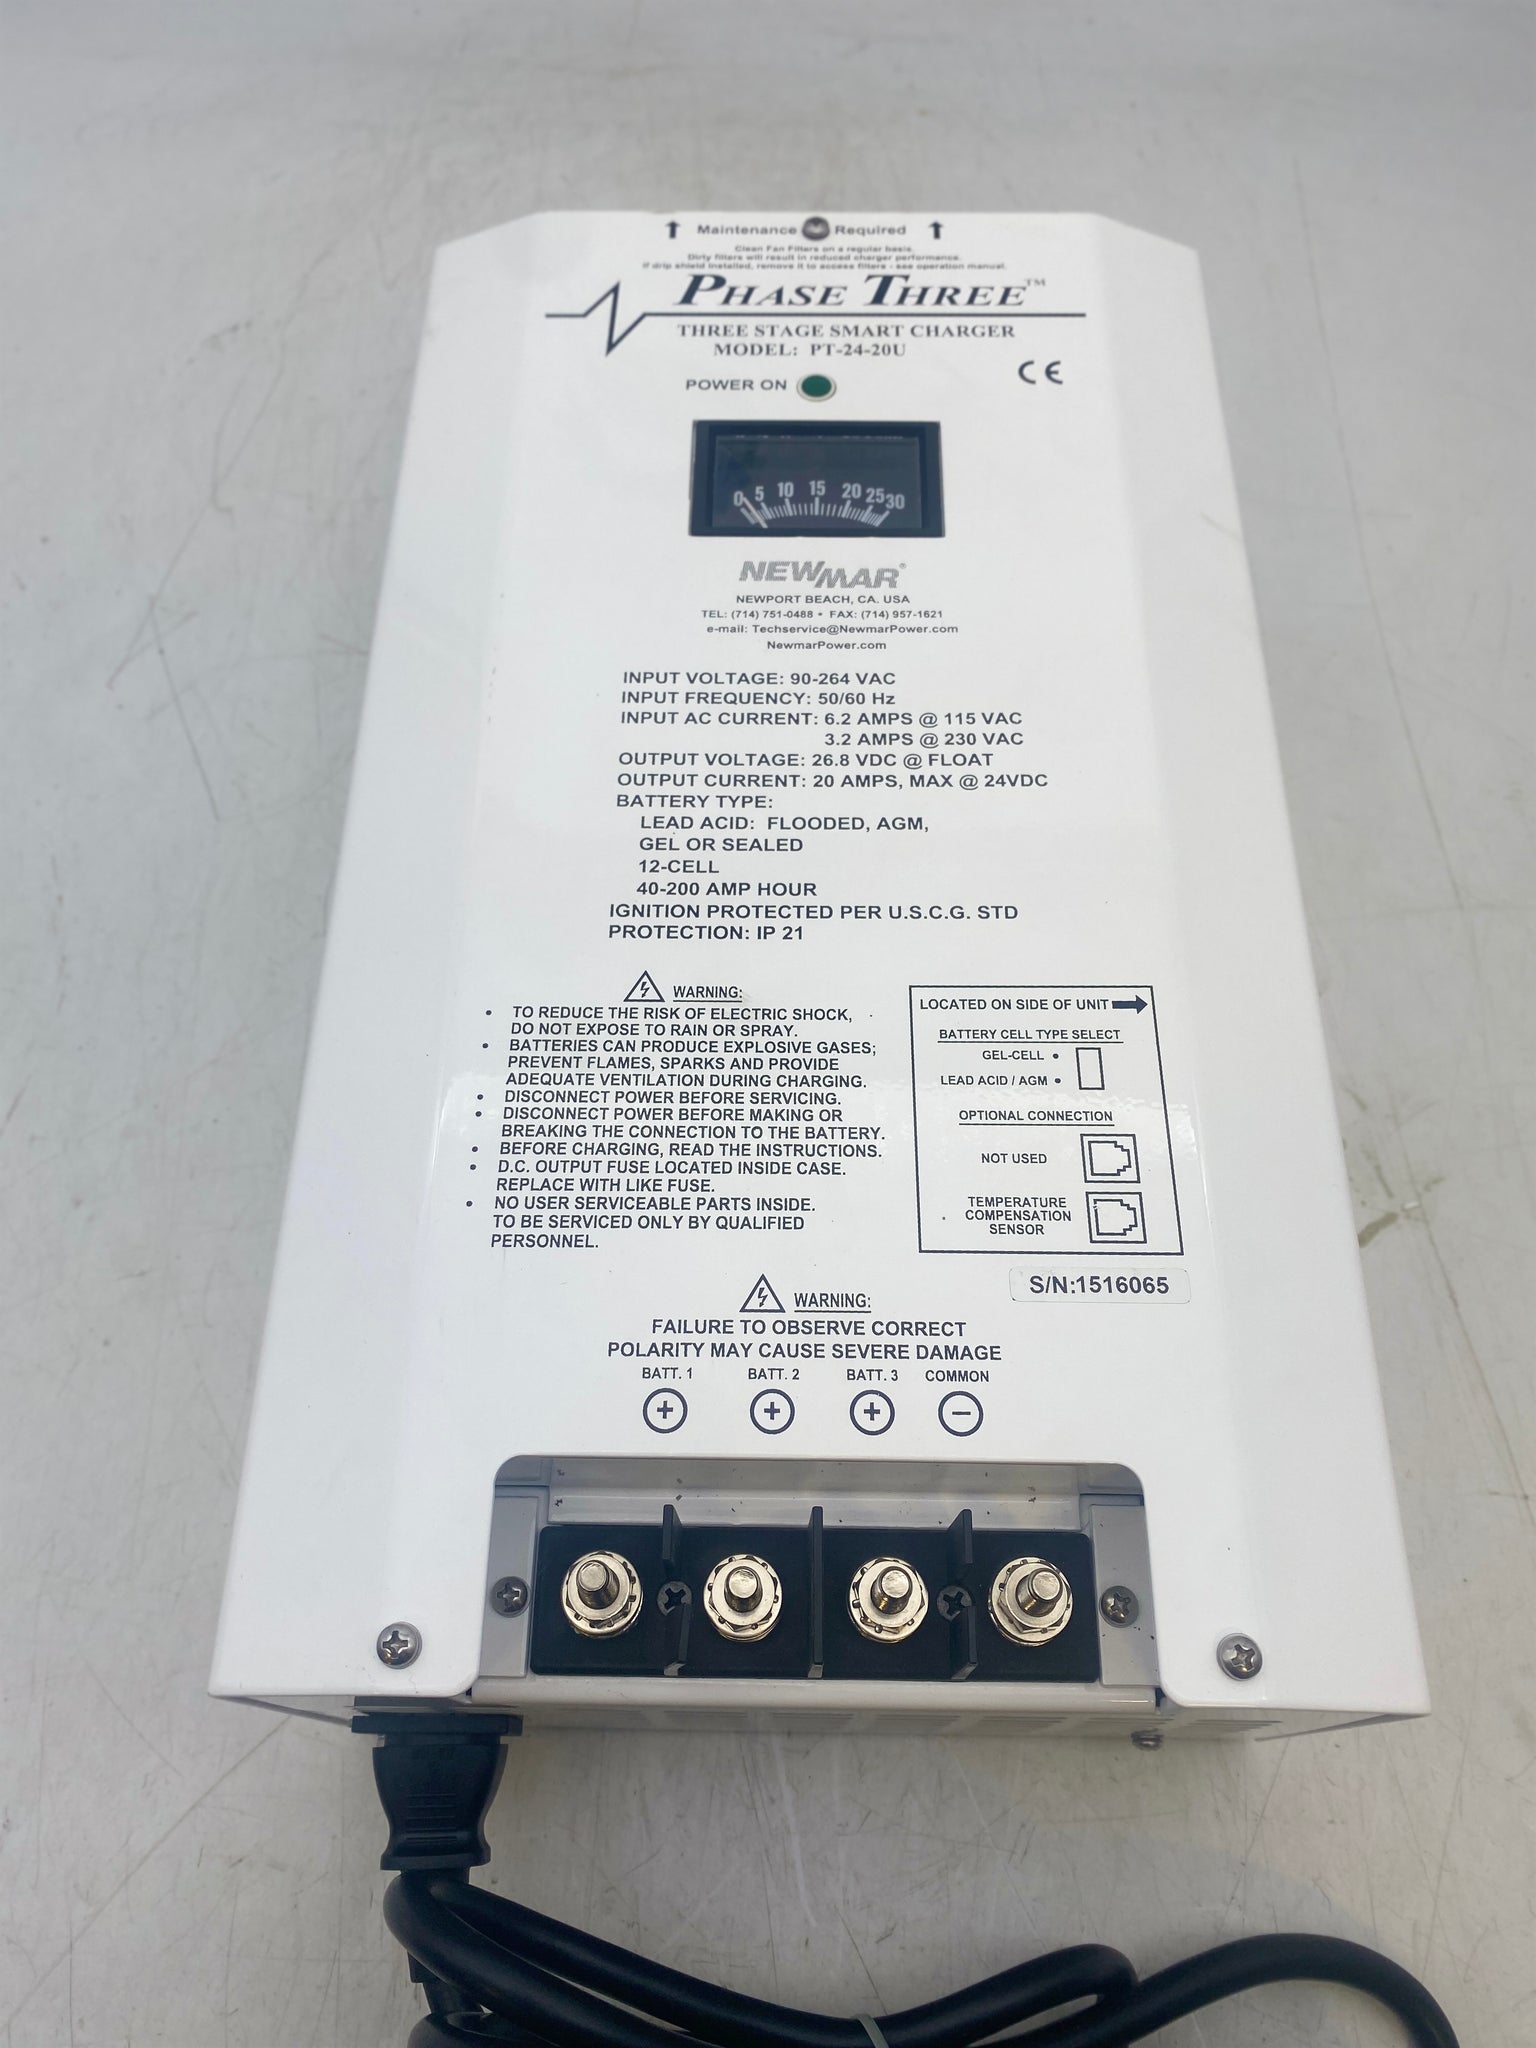 ↑ Maintenance Required ↑
Clean Fan Filters on a regular basis.
Dirty filters will result in reduced charger performance.
If drip shield installed, remove it to access filters - see operation manual.
PHASE THREE™
THREE STAGE SMART CHARGER
MODEL: PT-24-20U
CE
POWER ON
0 5 10 15 20 25 30
NEWMAR®
NEWPORT BEACH, CA. USA
TEL: (714) 751-0488 • FAX: (714) 957-1621
e-mail: Techservice@NewmarPower.com
NewmarPower.com
INPUT VOLTAGE: 90-264 VAC
INPUT FREQUENCY: 50/60 Hz
INPUT AC CURRENT: 6.2 AMPS @ 115 VAC
3.2 AMPS @ 230 VAC
OUTPUT VOLTAGE: 26.8 VDC @ FLOAT
OUTPUT CURRENT: 20 AMPS, MAX @ 24VDC
BATTERY TYPE:
LEAD ACID: FLOODED, AGM,
GEL OR SEALED
12-CELL
40-200 AMP HOUR
IGNITION PROTECTED PER U.S.C.G. STD
PROTECTION: IP 21
WARNING:
• TO REDUCE THE RISK OF ELECTRIC SHOCK,
DO NOT EXPOSE TO RAIN OR SPRAY.
• BATTERIES CAN PRODUCE EXPLOSIVE GASES;
PREVENT FLAMES, SPARKS AND PROVIDE
ADEQUATE VENTILATION DURING CHARGING.
• DISCONNECT POWER BEFORE SERVICING.
• DISCONNECT POWER BEFORE MAKING OR
BREAKING THE CONNECTION TO THE BATTERY.
• BEFORE CHARGING, READ THE INSTRUCTIONS.
• D.C. OUTPUT FUSE LOCATED INSIDE CASE.
REPLACE WITH LIKE FUSE.
• NO USER SERVICEABLE PARTS INSIDE.
TO BE SERVICED ONLY BY QUALIFIED
PERSONNEL.
LOCATED ON SIDE OF UNIT
BATTERY CELL TYPE SELECT
GEL-CELL •
LEAD ACID / AGM •
OPTIONAL CONNECTION
NOT USED
TEMPERATURE
COMPENSATION
SENSOR
S/N:1516065
WARNING:
FAILURE TO OBSERVE CORRECT
POLARITY MAY CAUSE SEVERE DAMAGE
BATT. 1 BATT. 2 BATT. 3 COMMON
+ + + −